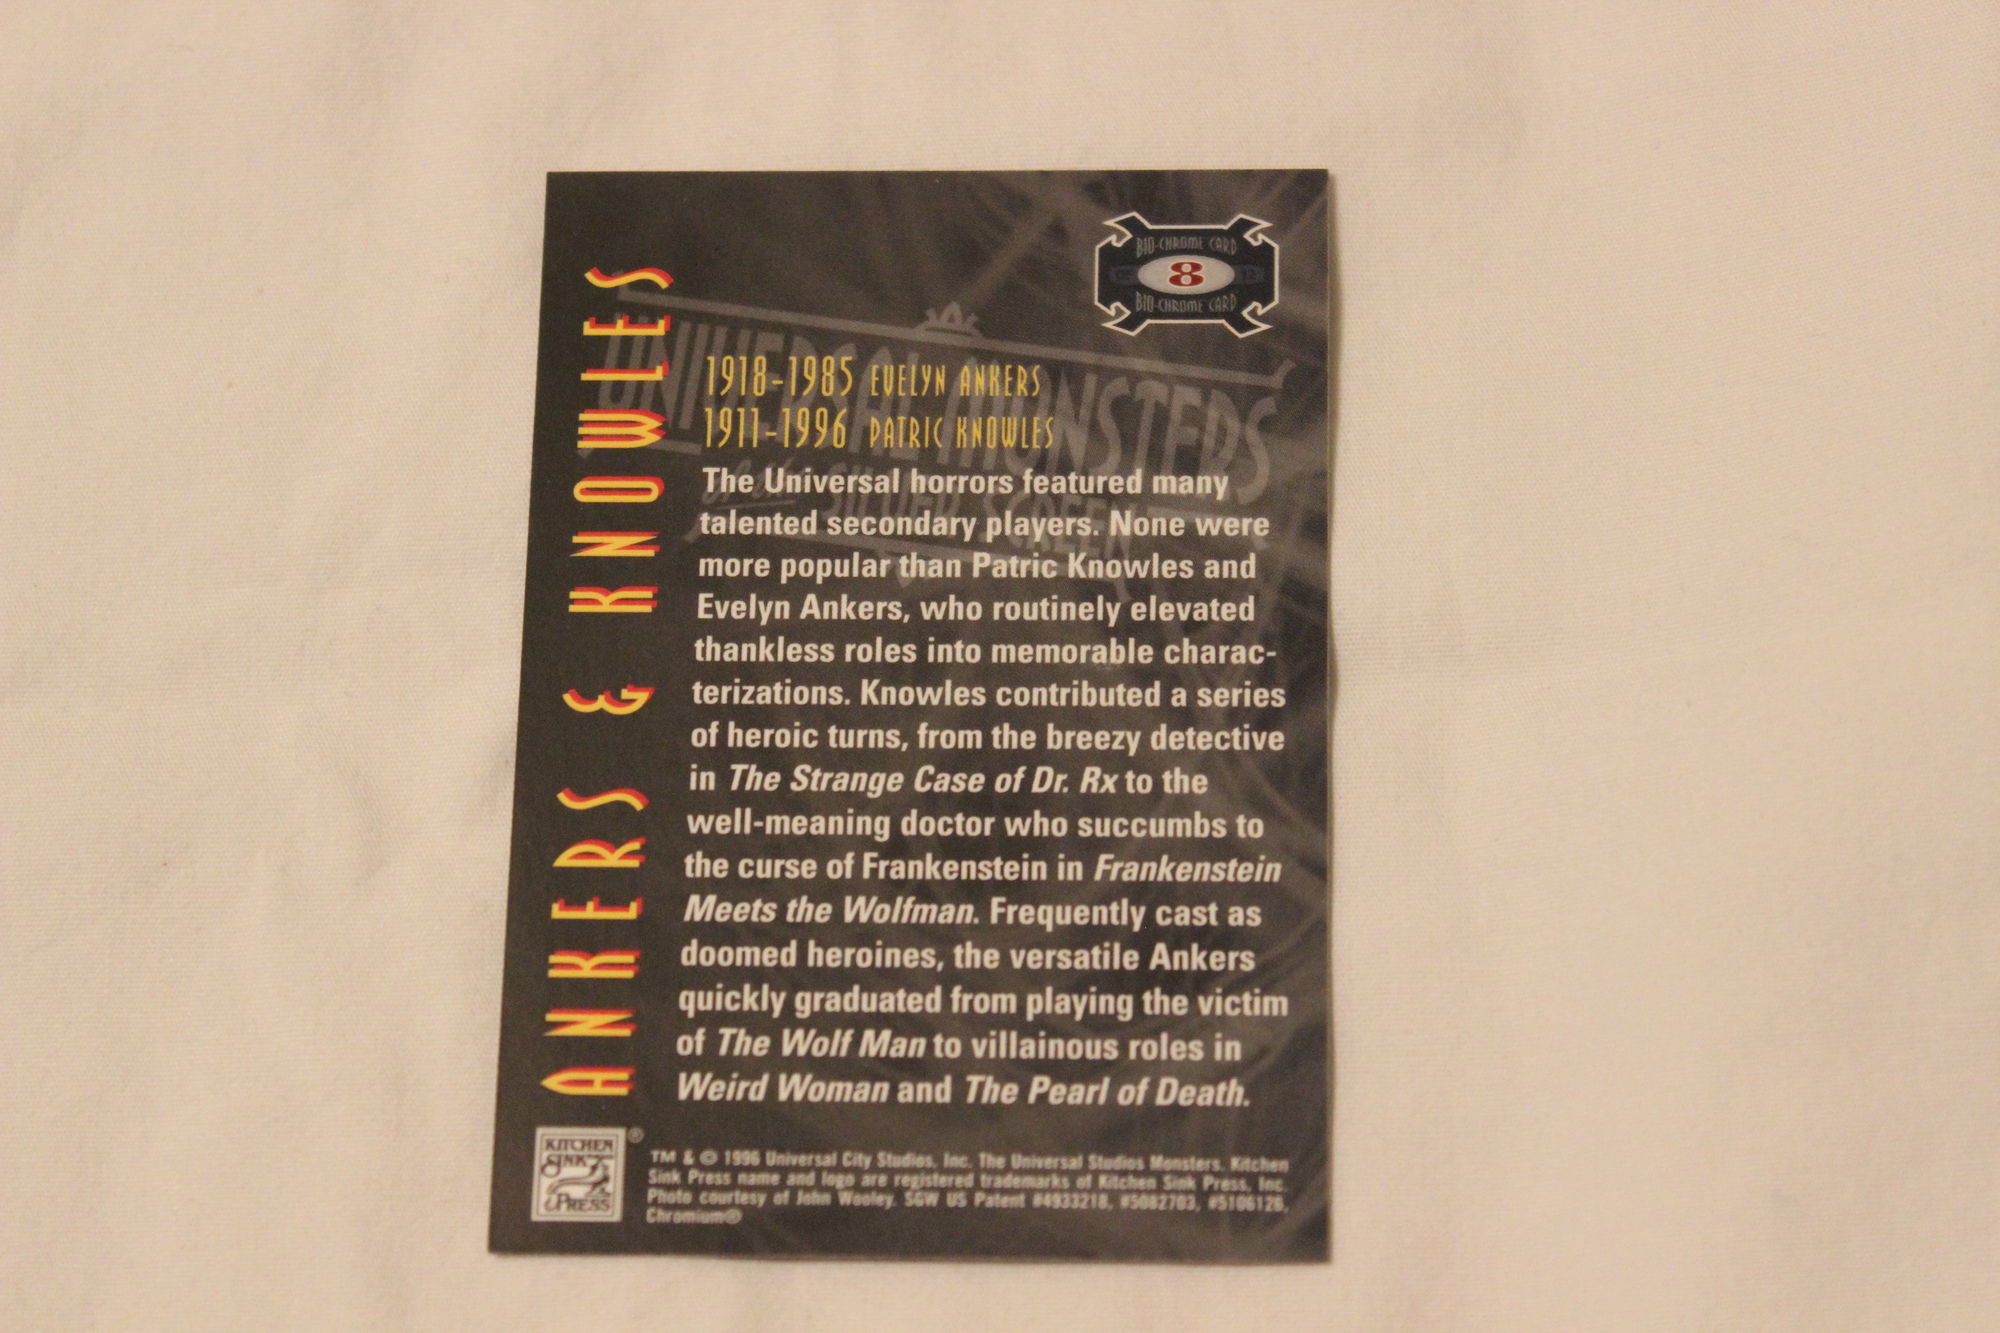 ANKERS & KNOWLES
BIO-CHROME CARD
8
BIO-CHROME CARD
UNIVERSAL MONSTERS
of the SILVER SCREEN
1918-1985 EVELYN ANKERS
1911-1996 PATRIC KNOWLES
The Universal horrors featured many
talented secondary players. None were
more popular than Patric Knowles and
Evelyn Ankers, who routinely elevated
thankless roles into memorable charac-
terizations. Knowles contributed a series
of heroic turns, from the breezy detective
in The Strange Case of Dr. Rx to the
well-meaning doctor who succumbs to
the curse of Frankenstein in Frankenstein
Meets the Wolfman. Frequently cast as
doomed heroines, the versatile Ankers
quickly graduated from playing the victim
of The Wolf Man to villainous roles in
Weird Woman and The Pearl of Death.
KITCHEN
SINK
PRESS
®
TM & © 1996 Universal City Studios, Inc. The Universal Studios Monsters. Kitchen
Sink Press name and logo are registered trademarks of Kitchen Sink Press, Inc.
Photo courtesy of John Wooley. SGW US Patent #4933218, #5082703, #5106126,
Chromium®